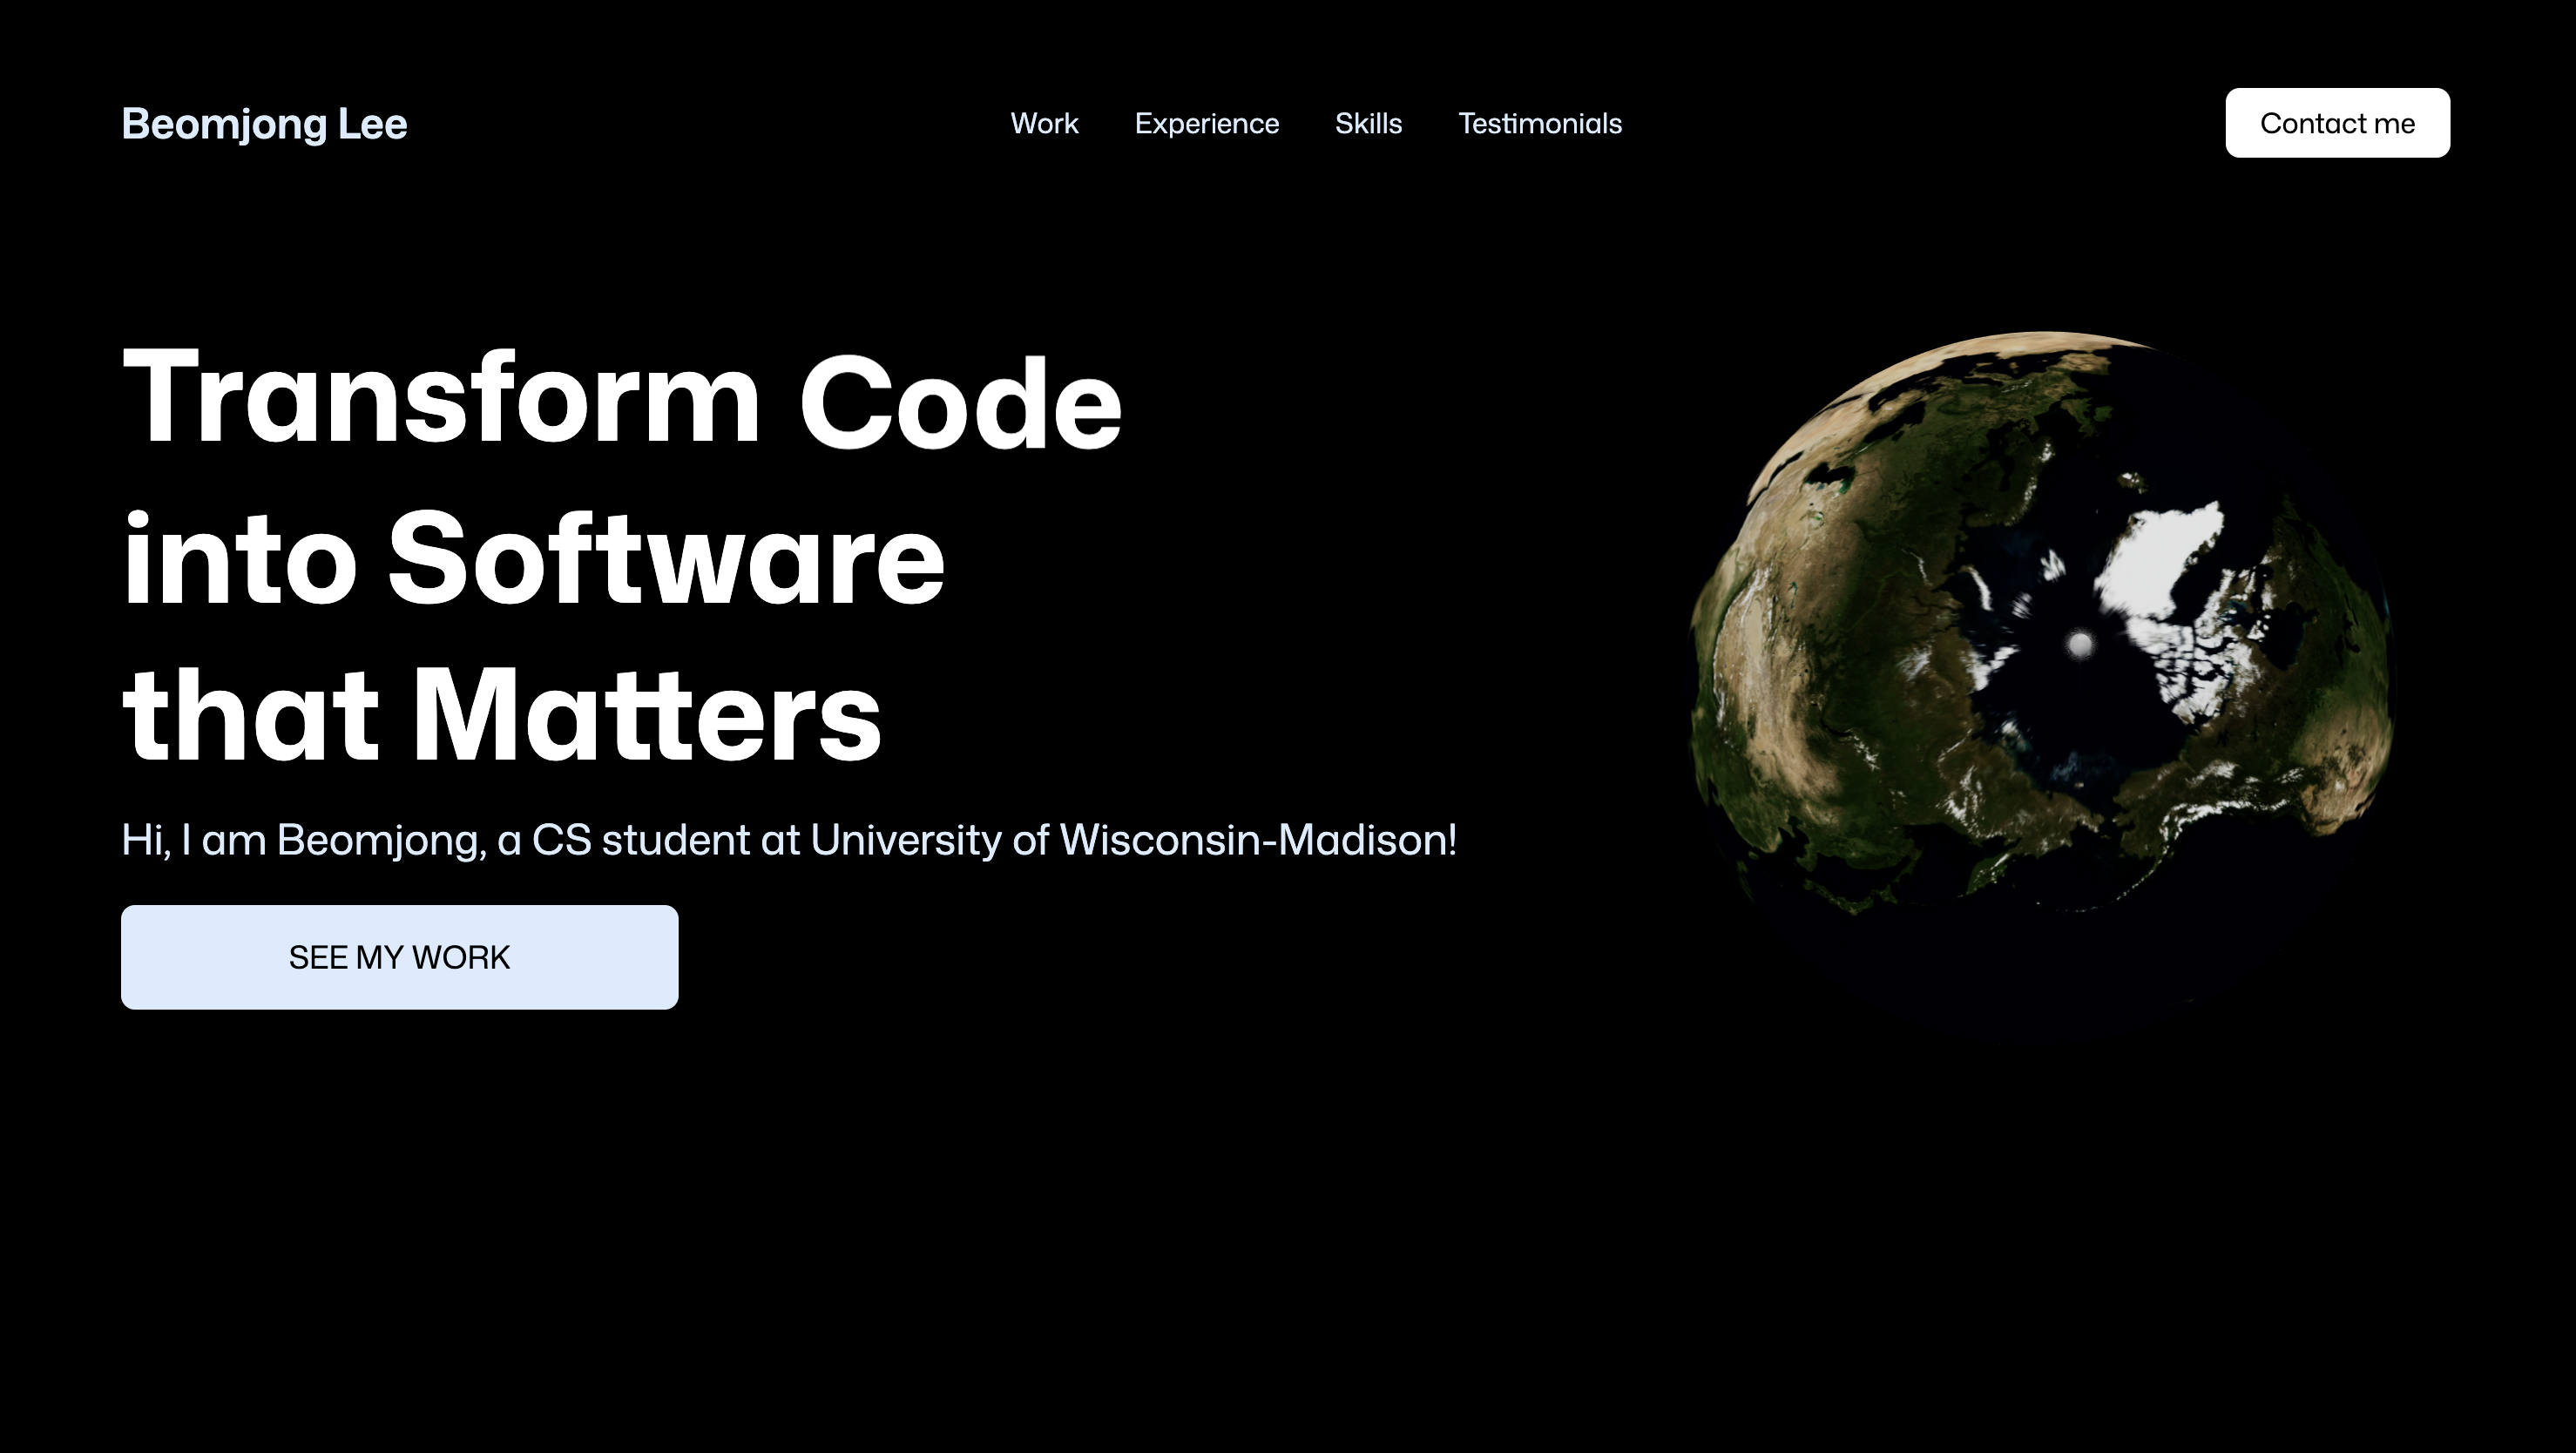 Beomjong Lee
Work
Experience
Skills
Testimonials
Contact me
Transform Code
into Software
that Matters
Hi, I am Beomjong, a CS student at University of Wisconsin-Madison!
SEE MY WORK